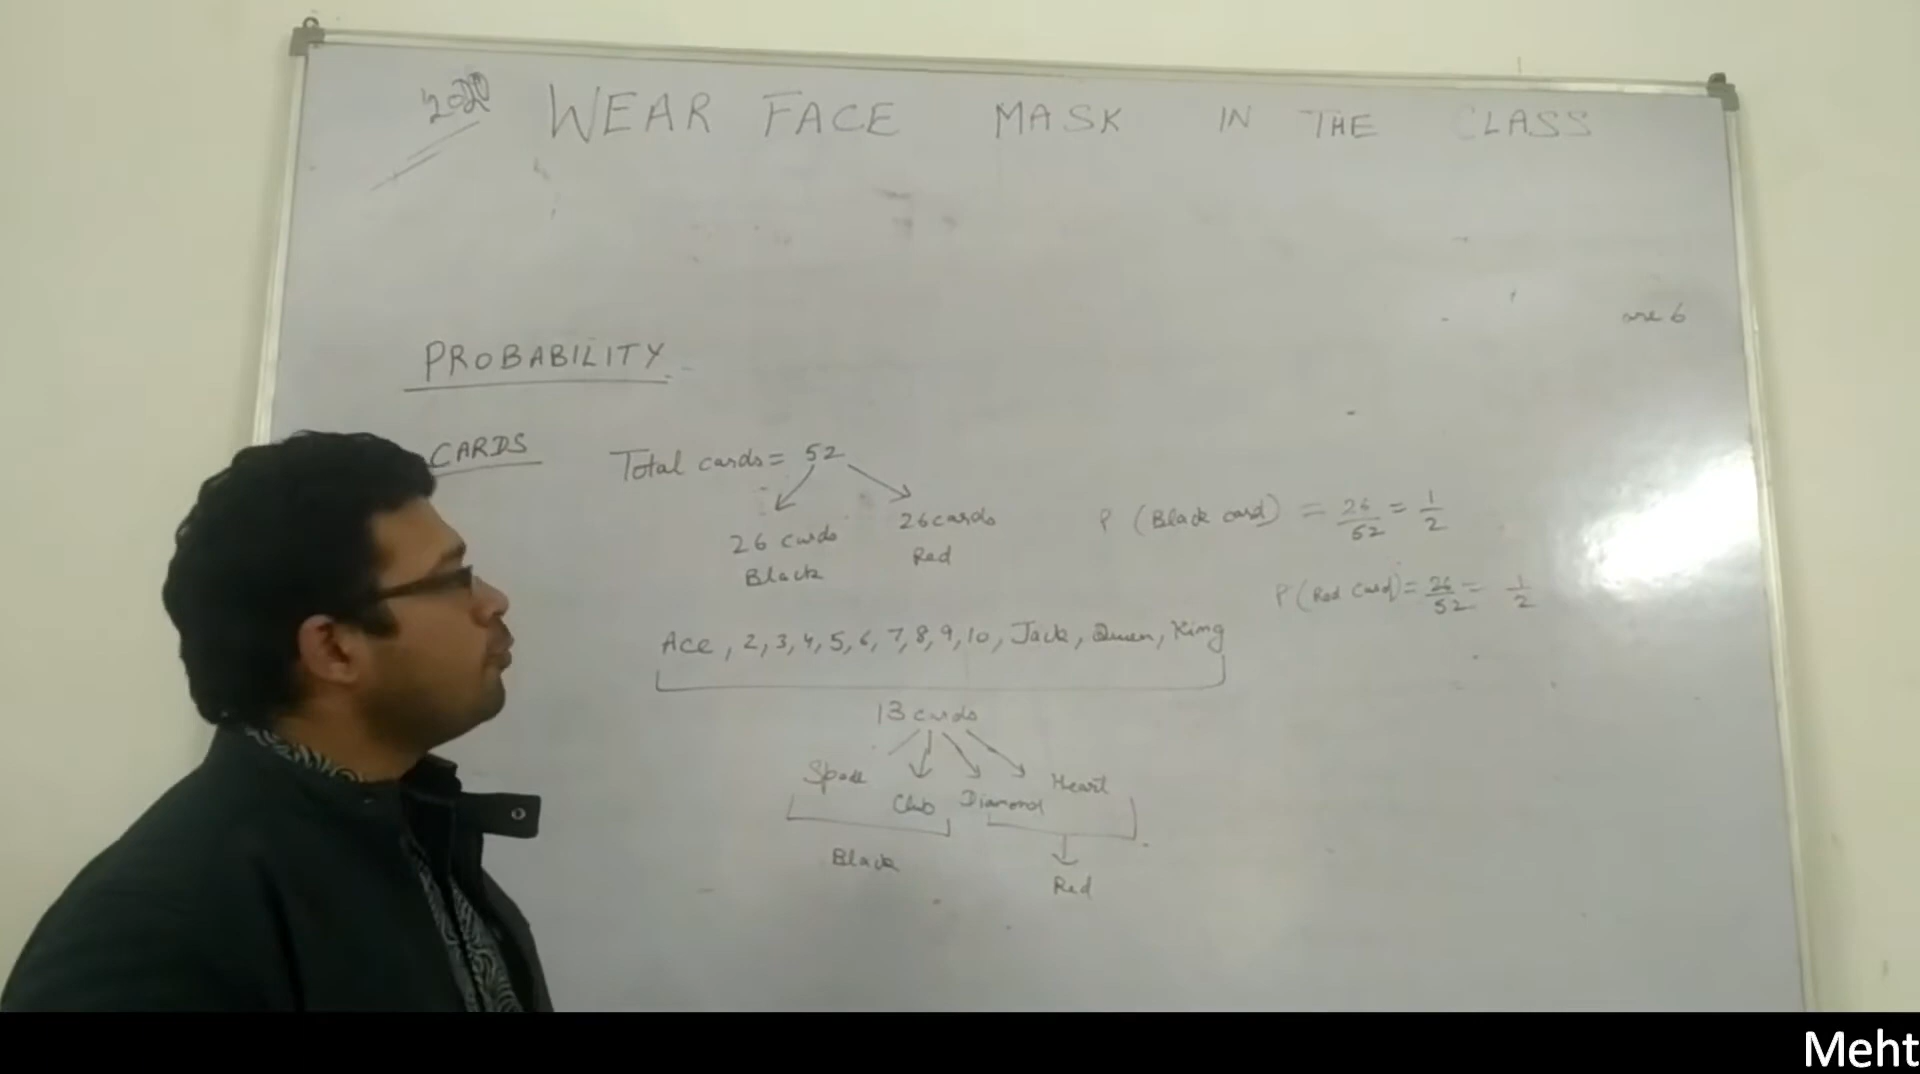 2020 WEAR FACE MASK IN THE CLASS
are 6
PROBABILITY
CARDS
Total cards = 52
26 cards
Black
26 cards
Red
P (Black card) = 26/52 = 1/2
P (Red Card) = 26/52 = 1/2
Ace, 2, 3, 4, 5, 6, 7, 8, 9, 10, Jack, Queen, King
13 cards
Spade Club Diamond Heart
Black
Red
Meht